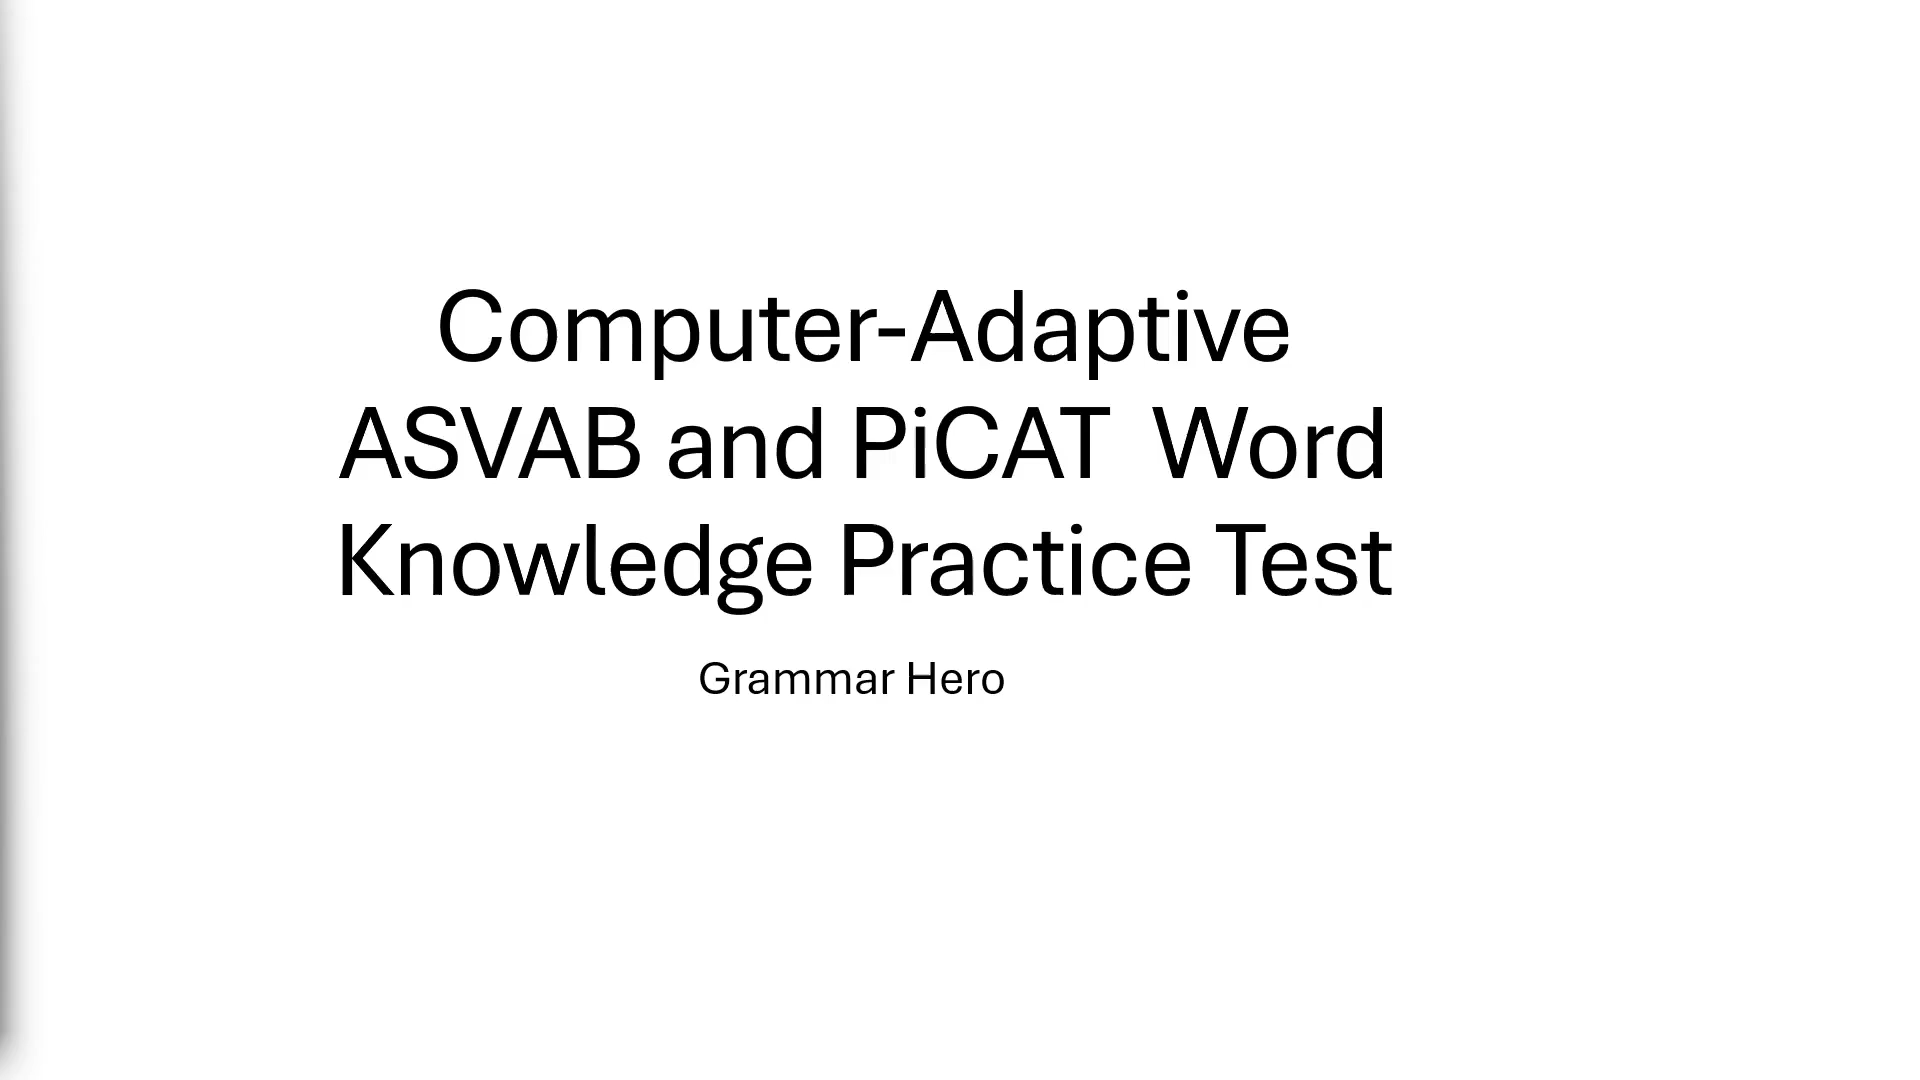 Computer-Adaptive
ASVAB and PiCAT Word
Knowledge Practice Test
Grammar Hero